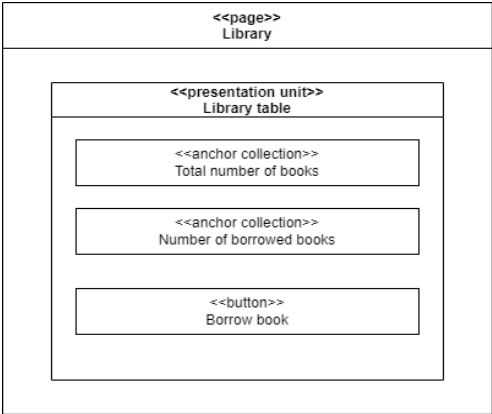 <<page>>
Library
<<presentation unit>>
Library table
<<anchor collection>>
Total number of books
<<anchor collection>>
Number of borrowed books
<<button>>
Borrow book